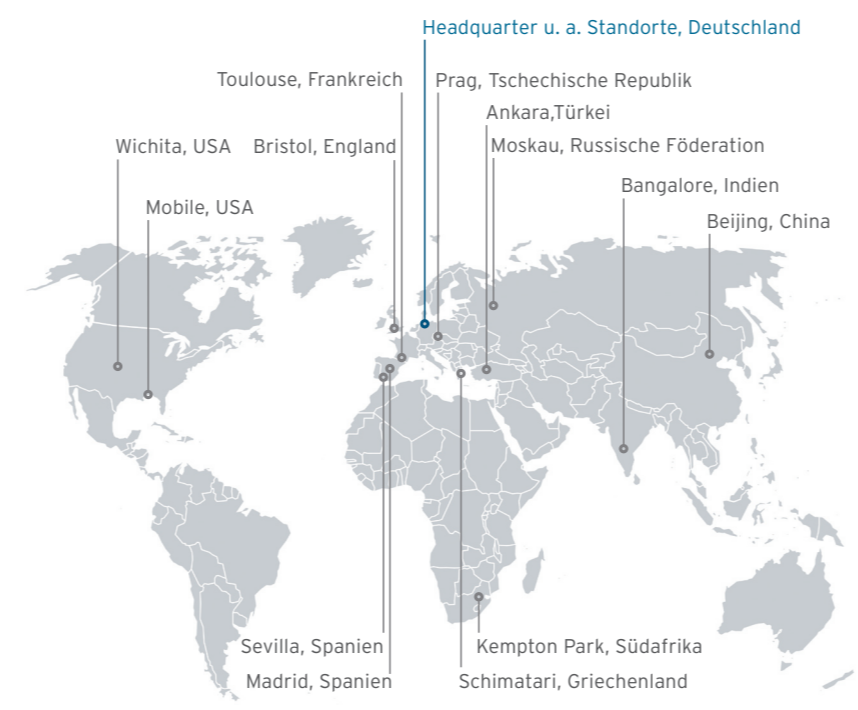 Headquarter u. a. Standorte, Deutschland
Toulouse, Frankreich
Prag, Tschechische Republik
Ankara,Türkei
Wichita, USA
Bristol, England
Moskau, Russische Föderation
Bangalore, Indien
Mobile, USA
Beijing, China
Sevilla, Spanien
Kempton Park, Südafrika
Madrid, Spanien
Schimatari, Griechenland